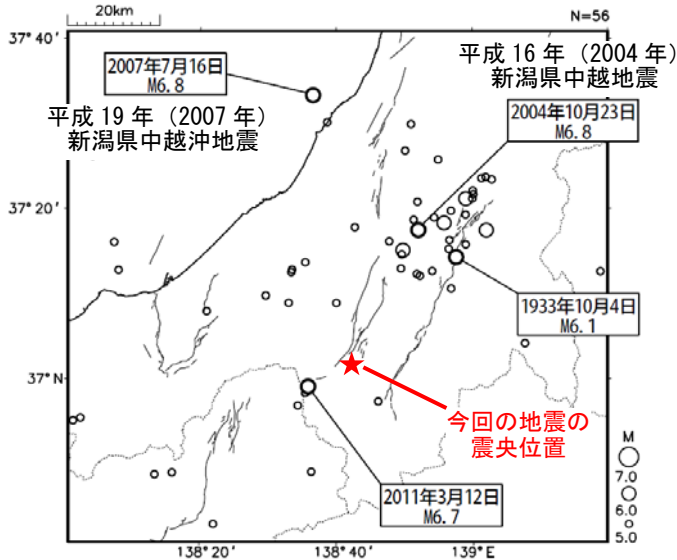 20km
N=56
37°40′
2007年7月16日
M6.8
平成 19 年（2007 年）
新潟県中越沖地震
平成 16 年（2004 年）
新潟県中越地震
2004年10月23日
M6.8
37°20′
1933年10月4日
M6.1
37°N
今回の地震の
震央位置
2011年3月12日
M6.7
M
7.0
6.0
5.0
138°20′
138°40′
139°E